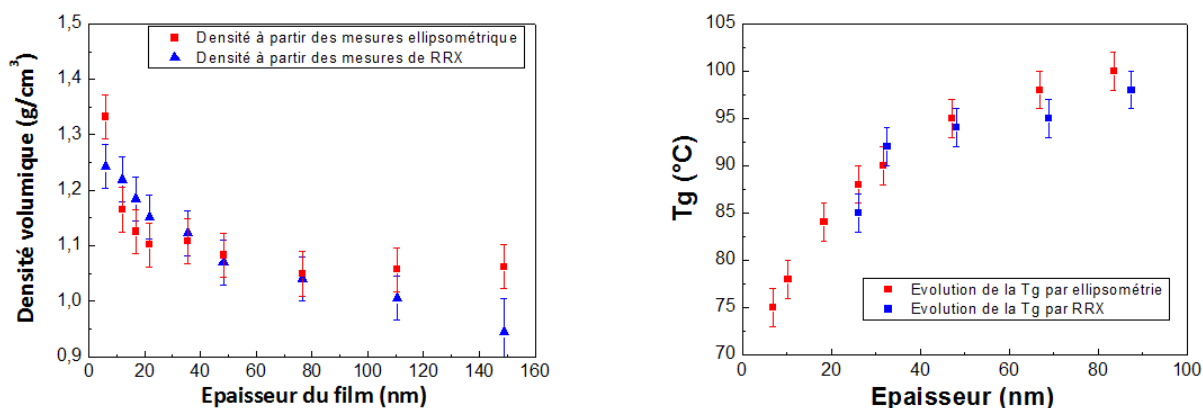 1,5
1,4
1,3
1,2
1,1
1,0
0,9
Densité volumique (g/cm³)
Densité à partir des mesures ellipsométrique
Densité à partir des mesures de RRX
0 20 40 60 80 100 120 140 160
Epaisseur du film (nm)
100
95
90
85
80
75
70
Tg (°C)
Evolution de la Tg par ellipsométrie
Evolution de la Tg par RRX
0 20 40 60 80 100
Epaisseur (nm)